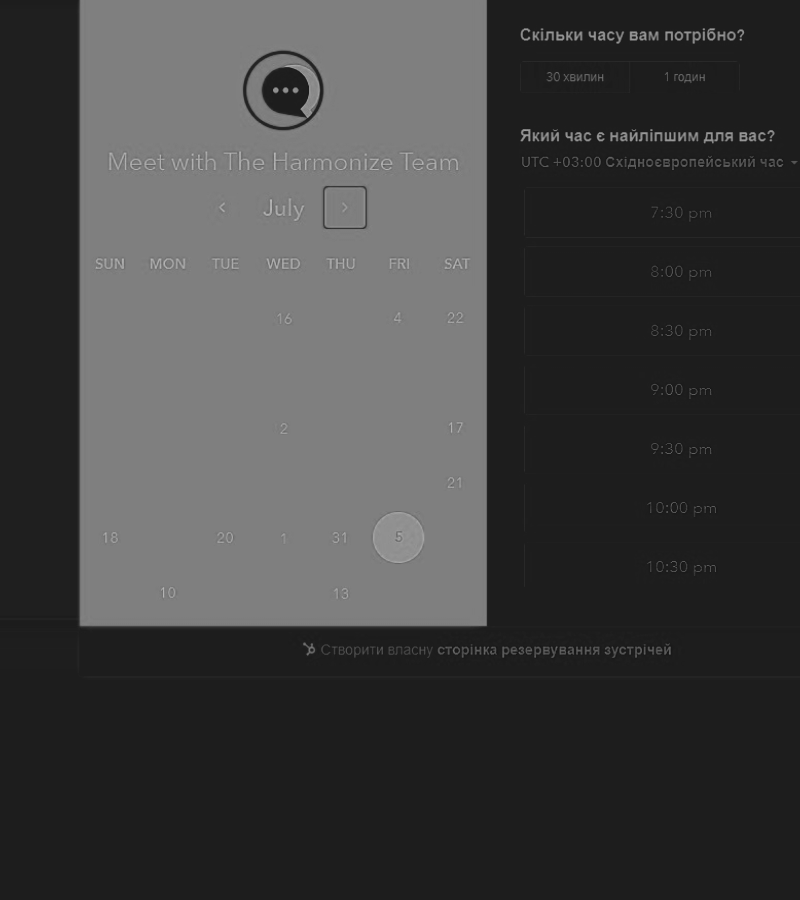 Meet with The Harmonize Team
July
SUN MON TUE WED THU FRI SAT
16 4 22
2 17
21
18 20 1 31 5
10 13
Скільки часу вам потрібно?
30 хвилин 1 годин
Який час є найліпшим для вас?
UTC +03:00 Східноєвропейський час
7:30 pm
8:00 pm
8:30 pm
9:00 pm
9:30 pm
10:00 pm
10:30 pm
Створити власну сторінка резервування зустрічей